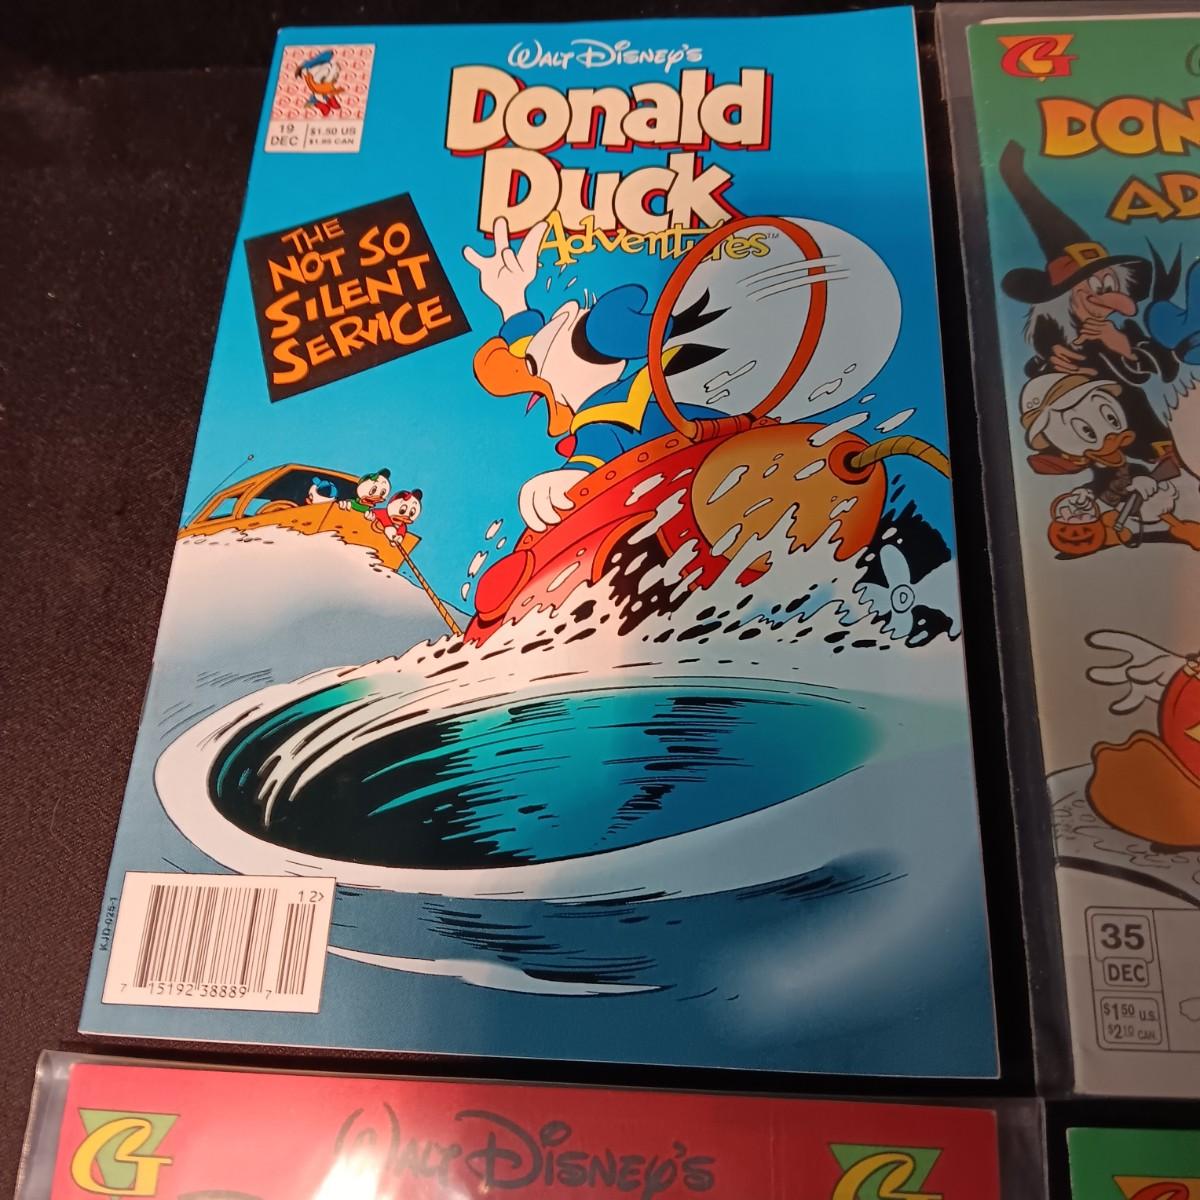 WALT DISNEY'S
Donald
Duck
Adventures™
19
DEC
$1.50 US
$1.95 CAN
THE
NOT SO
SILENT
SERVICE
KJD-025-1
12>
7 15192 38889 7
G
DON
AD
35
DEC
$1.50 U.S.
$2.10 CAN.
G
WALT DISNEY'S
G